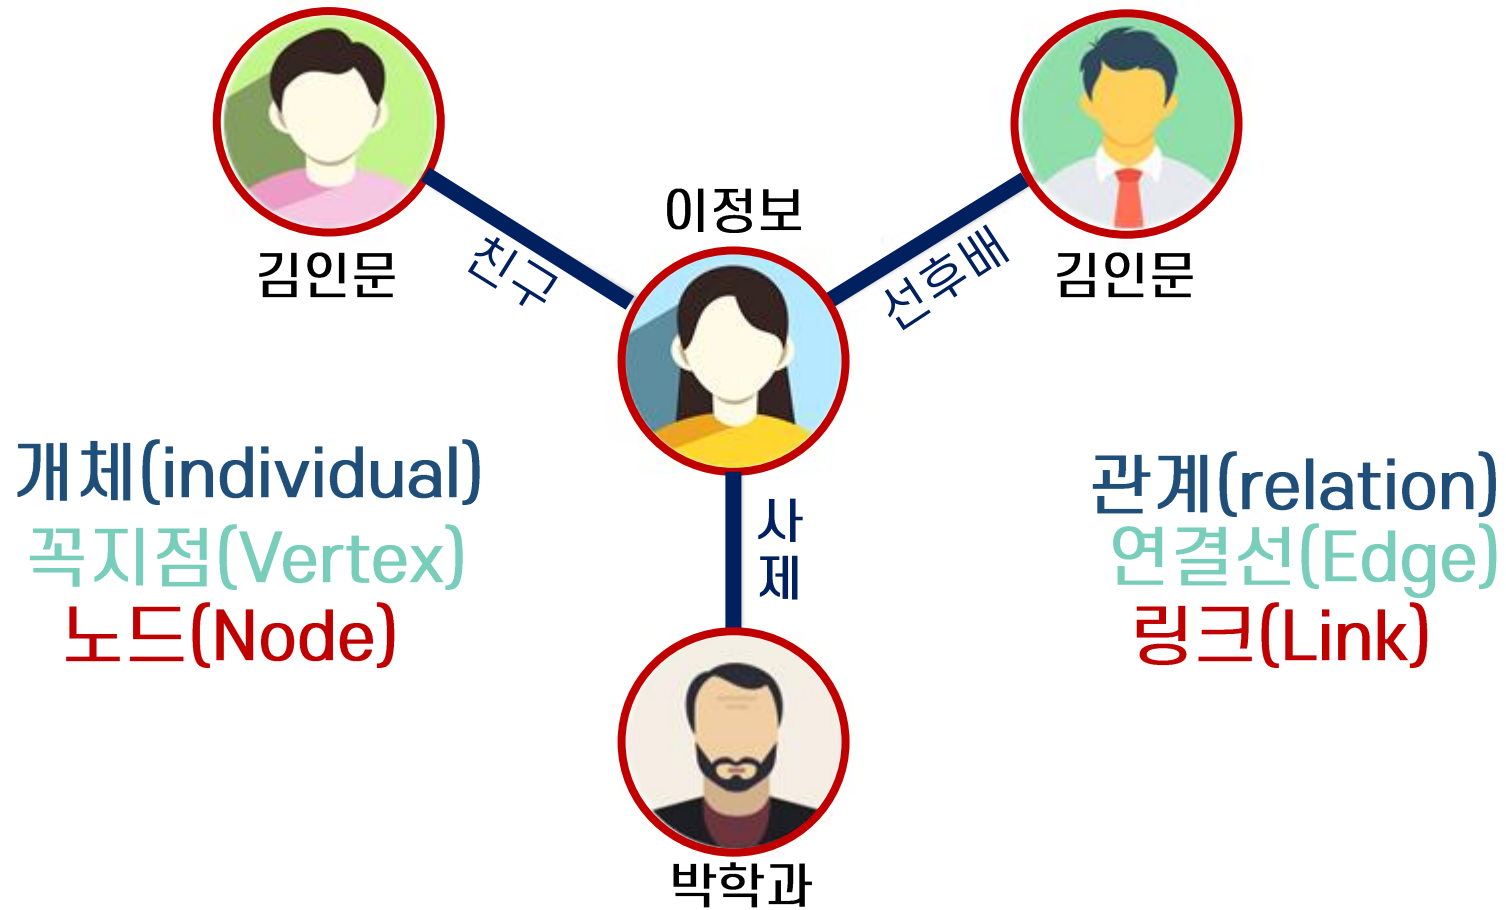 이정보
김인문
친구
선후배
김인문
개체(individual)
꼭지점(Vertex)
노드(Node)
사
제
관계(relation)
연결선(Edge)
링크(Link)
박학과